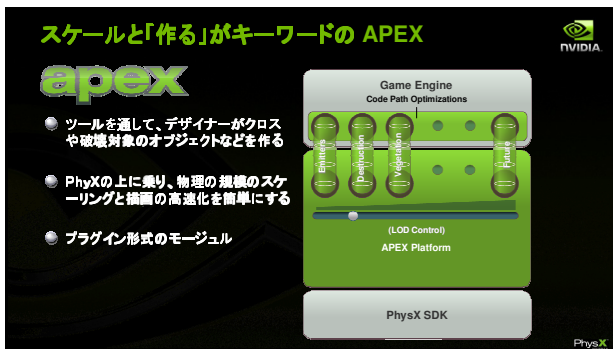 スケールと「作る」がキーワードの APEX
NVIDIA
apex
ツールを通して、デザイナーがクロス
や破壊対象のオブジェクトなどを作る
PhyXの上に乗り、物理の規模のスケ
ーリングと描画の高速化を簡単にする
プラグイン形式のモージュル
Game Engine
Code Path Optimizations
Emitters
Destruction
Vegetation
Future
(LOD Control)
APEX Platform
PhysX SDK
PhysX